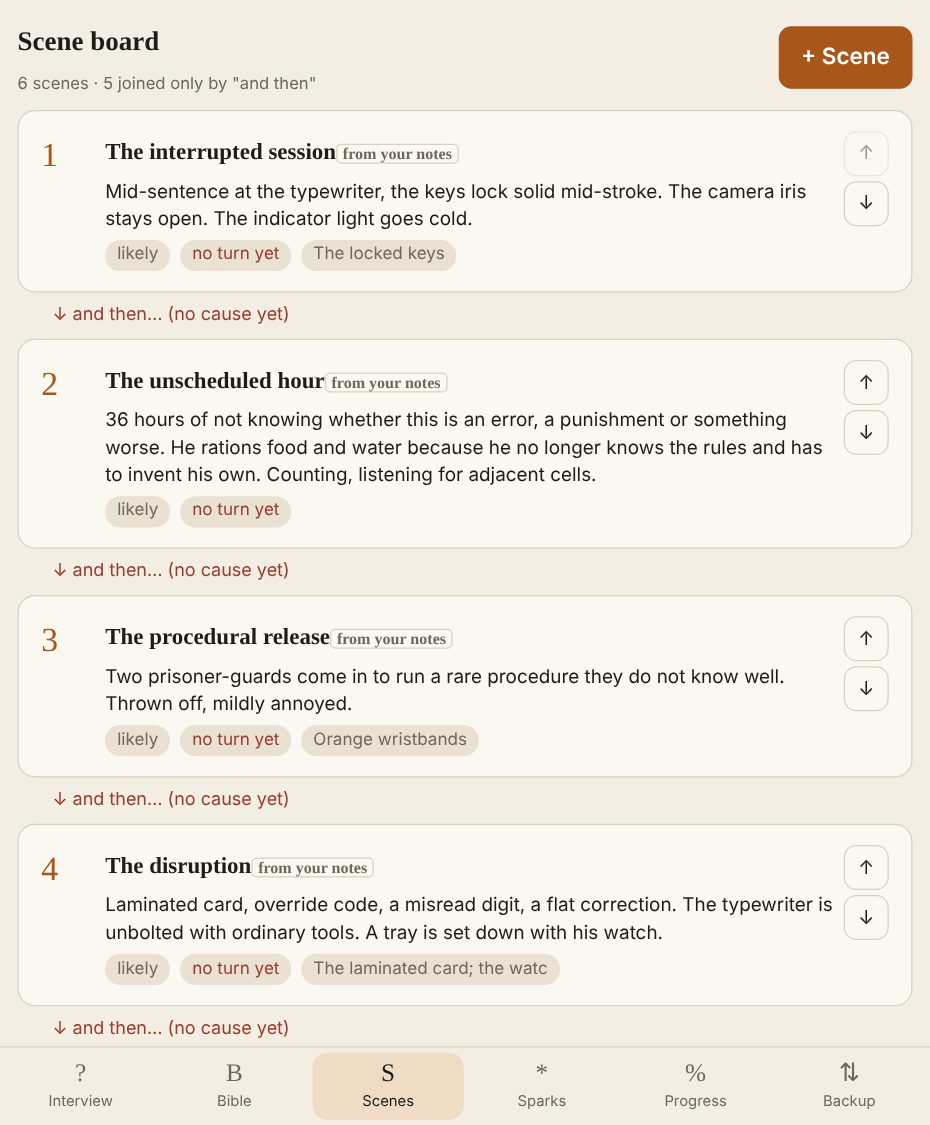 Scene board
6 scenes · 5 joined only by "and then"
+ Scene
1
The interrupted session from your notes
↑
Mid-sentence at the typewriter, the keys lock solid mid-stroke. The camera iris
stays open. The indicator light goes cold.
↓
likely no turn yet The locked keys
↓ and then... (no cause yet)
2
The unscheduled hour from your notes
↑
36 hours of not knowing whether this is an error, a punishment or something
worse. He rations food and water because he no longer knows the rules and has
to invent his own. Counting, listening for adjacent cells.
↓
likely no turn yet
↓ and then... (no cause yet)
3
The procedural release from your notes
↑
Two prisoner-guards come in to run a rare procedure they do not know well.
Thrown off, mildly annoyed.
↓
likely no turn yet Orange wristbands
↓ and then... (no cause yet)
4
The disruption from your notes
↑
Laminated card, override code, a misread digit, a flat correction. The typewriter is
unbolted with ordinary tools. A tray is set down with his watch.
↓
likely no turn yet The laminated card; the watc
↓ and then... (no cause yet)
? B S * % ⇅
Interview Bible Scenes Sparks Progress Backup